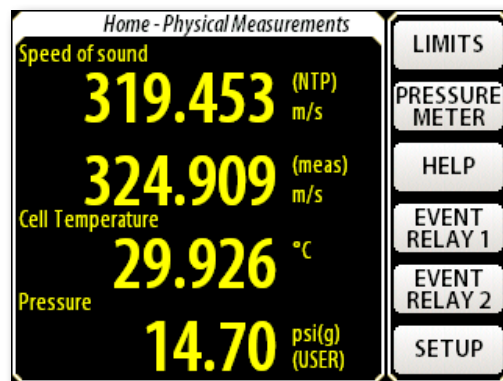 Home - Physical Measurements
Speed of sound
319.453 (NTP) m/s
324.909 (meas) m/s
Cell Temperature
29.926 °C
Pressure
14.70 psi(g) (USER)
LIMITS
PRESSURE
METER
HELP
EVENT
RELAY 1
EVENT
RELAY 2
SETUP